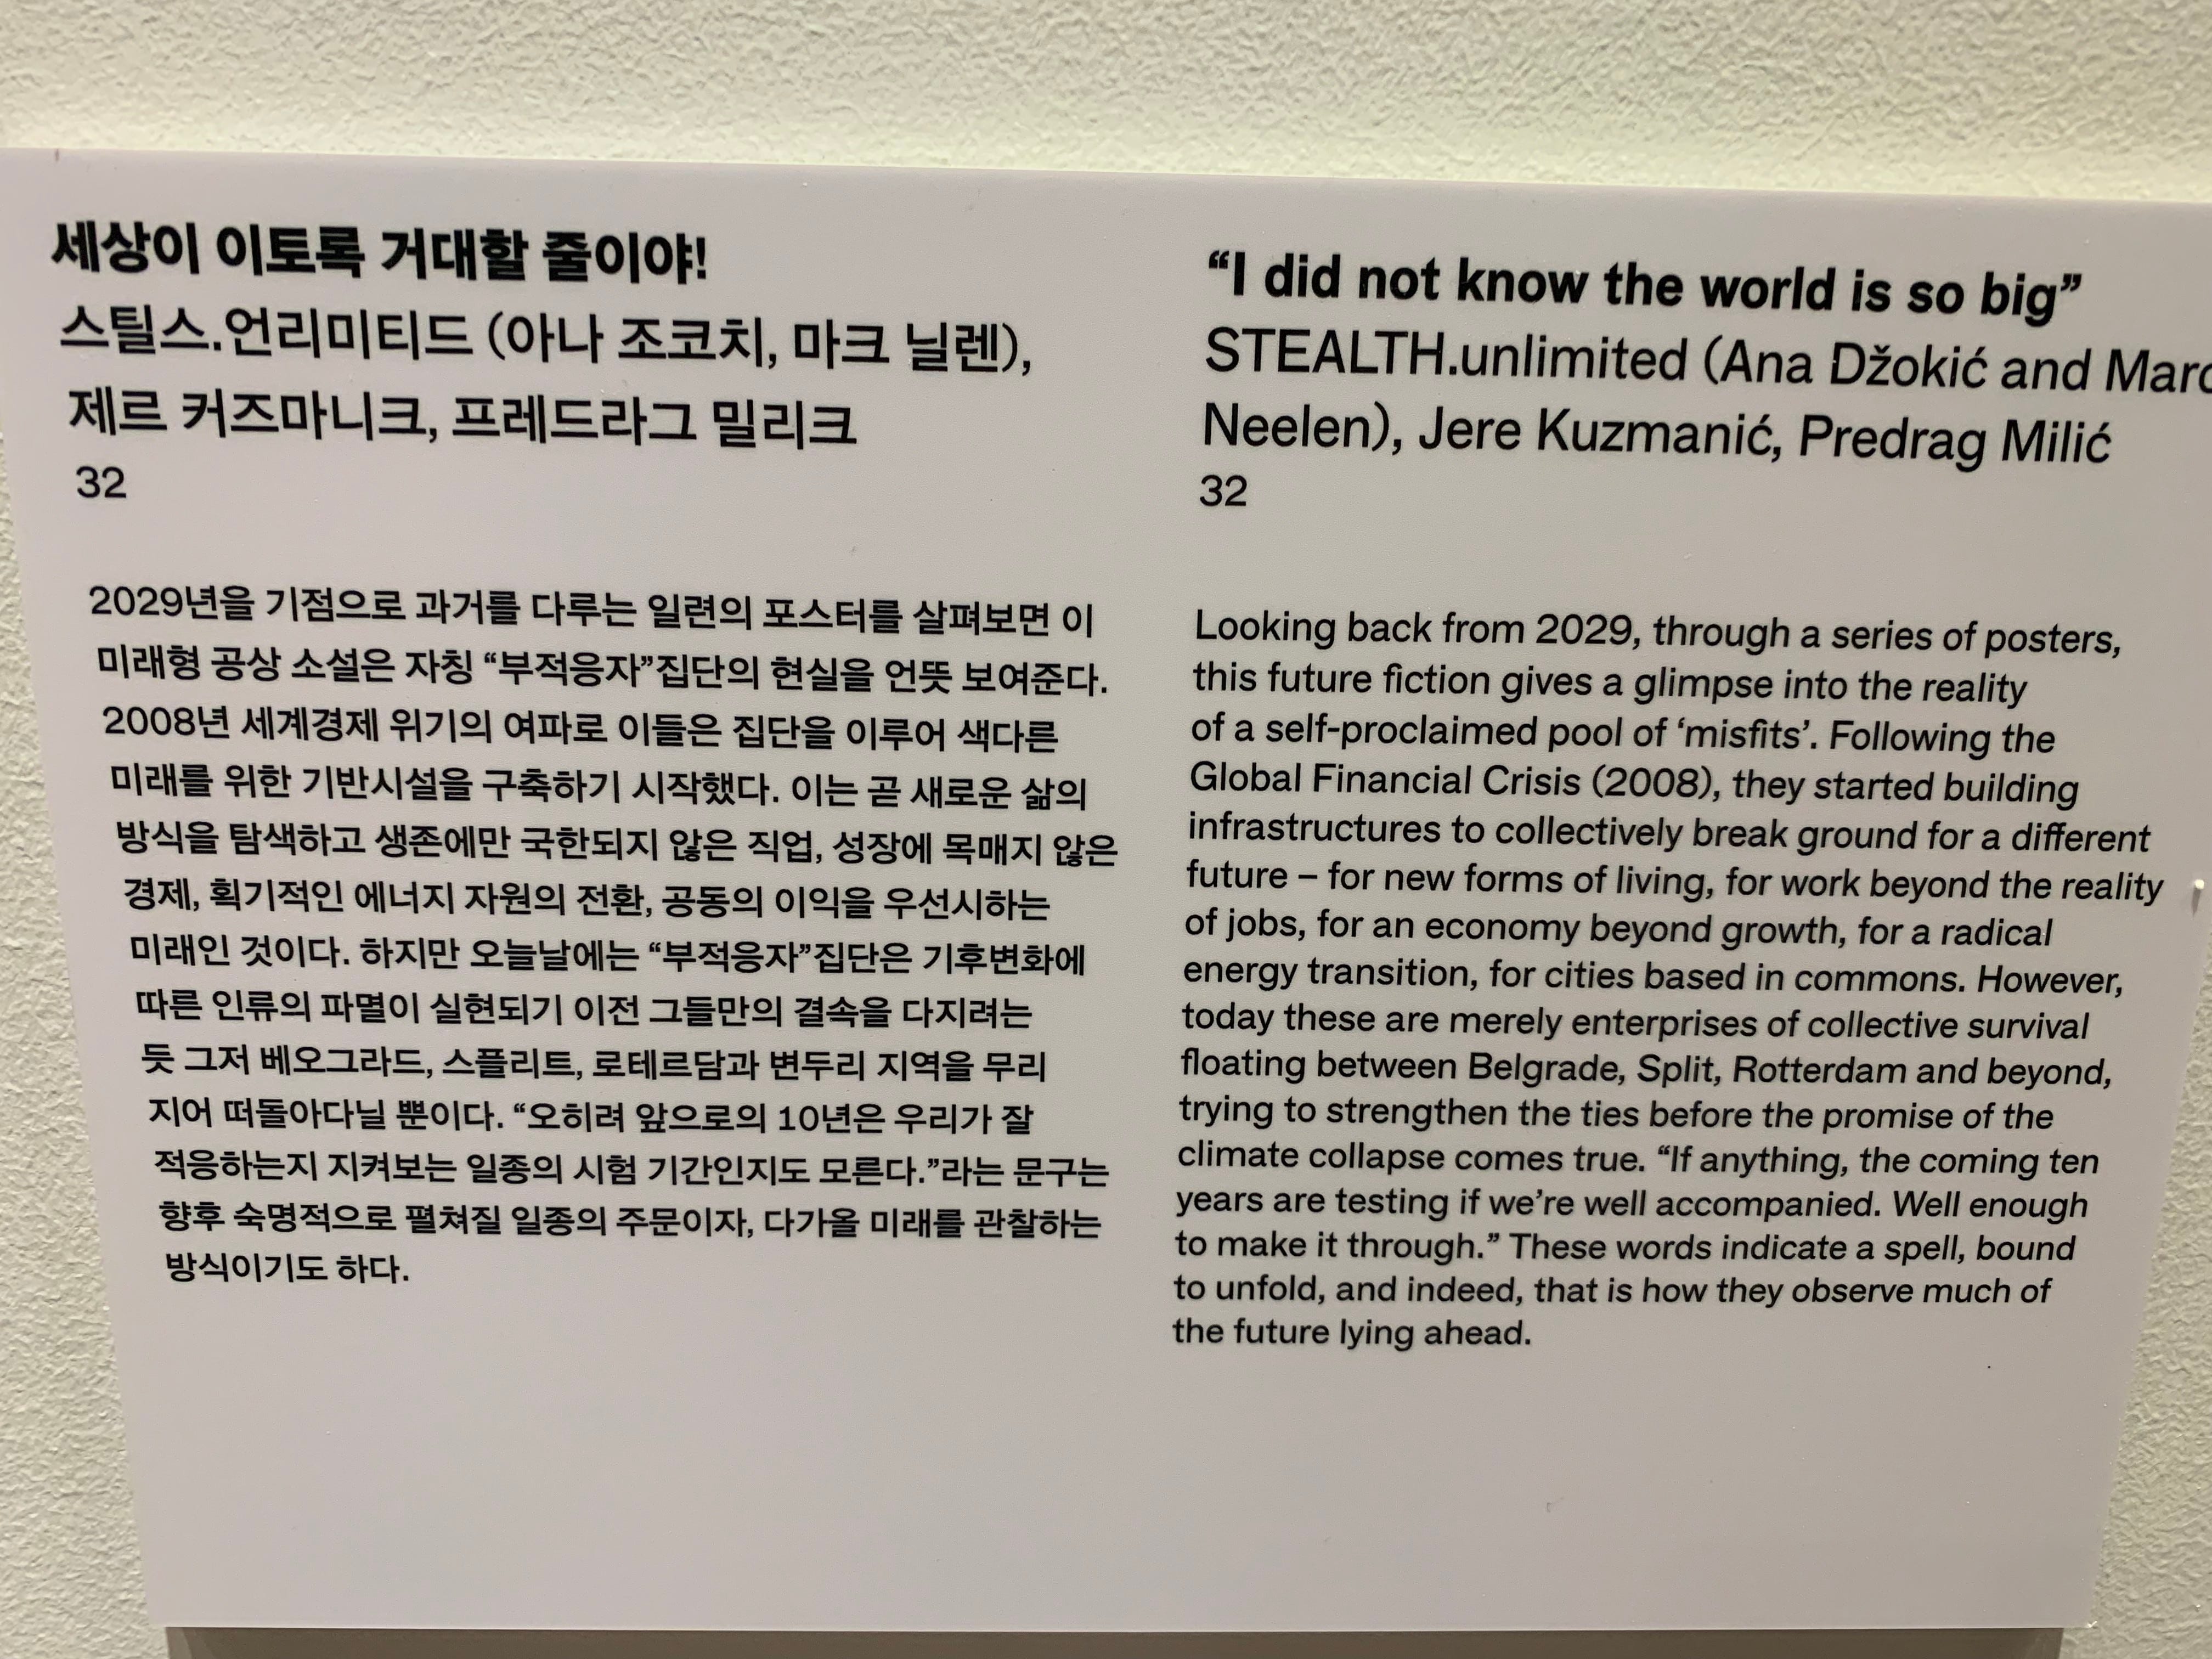 세상이 이토록 거대할 줄이야!
스틸스.언리미티드 (아나 조코치, 마크 닐렌),
제르 커즈마니크, 프레드라그 밀리크
32
2029년을 기점으로 과거를 다루는 일련의 포스터를 살펴보면 이
미래형 공상 소설은 자칭 “부적응자”집단의 현실을 언뜻 보여준다.
2008년 세계경제 위기의 여파로 이들은 집단을 이루어 색다른
미래를 위한 기반시설을 구축하기 시작했다. 이는 곧 새로운 삶의
방식을 탐색하고 생존에만 국한되지 않은 직업, 성장에 목매지 않은
경제, 획기적인 에너지 자원의 전환, 공동의 이익을 우선시하는
미래인 것이다. 하지만 오늘날에는 “부적응자”집단은 기후변화에
따른 인류의 파멸이 실현되기 이전 그들만의 결속을 다지려는
듯 그저 베오그라드, 스플리트, 로테르담과 변두리 지역을 무리
지어 떠돌아다닐 뿐이다. “오히려 앞으로의 10년은 우리가 잘
적응하는지 지켜보는 일종의 시험 기간인지도 모른다.”라는 문구는
향후 숙명적으로 펼쳐질 일종의 주문이자, 다가올 미래를 관찰하는
방식이기도 하다.
“I did not know the world is so big”
STEALTH.unlimited (Ana Džokić and Marc
Neelen), Jere Kuzmanić, Predrag Milić
32
Looking back from 2029, through a series of posters,
this future fiction gives a glimpse into the reality
of a self-proclaimed pool of ‘misfits’. Following the
Global Financial Crisis (2008), they started building
infrastructures to collectively break ground for a different
future – for new forms of living, for work beyond the reality
of jobs, for an economy beyond growth, for a radical
energy transition, for cities based in commons. However,
today these are merely enterprises of collective survival
floating between Belgrade, Split, Rotterdam and beyond,
trying to strengthen the ties before the promise of the
climate collapse comes true. “If anything, the coming ten
years are testing if we’re well accompanied. Well enough
to make it through.” These words indicate a spell, bound
to unfold, and indeed, that is how they observe much of
the future lying ahead.